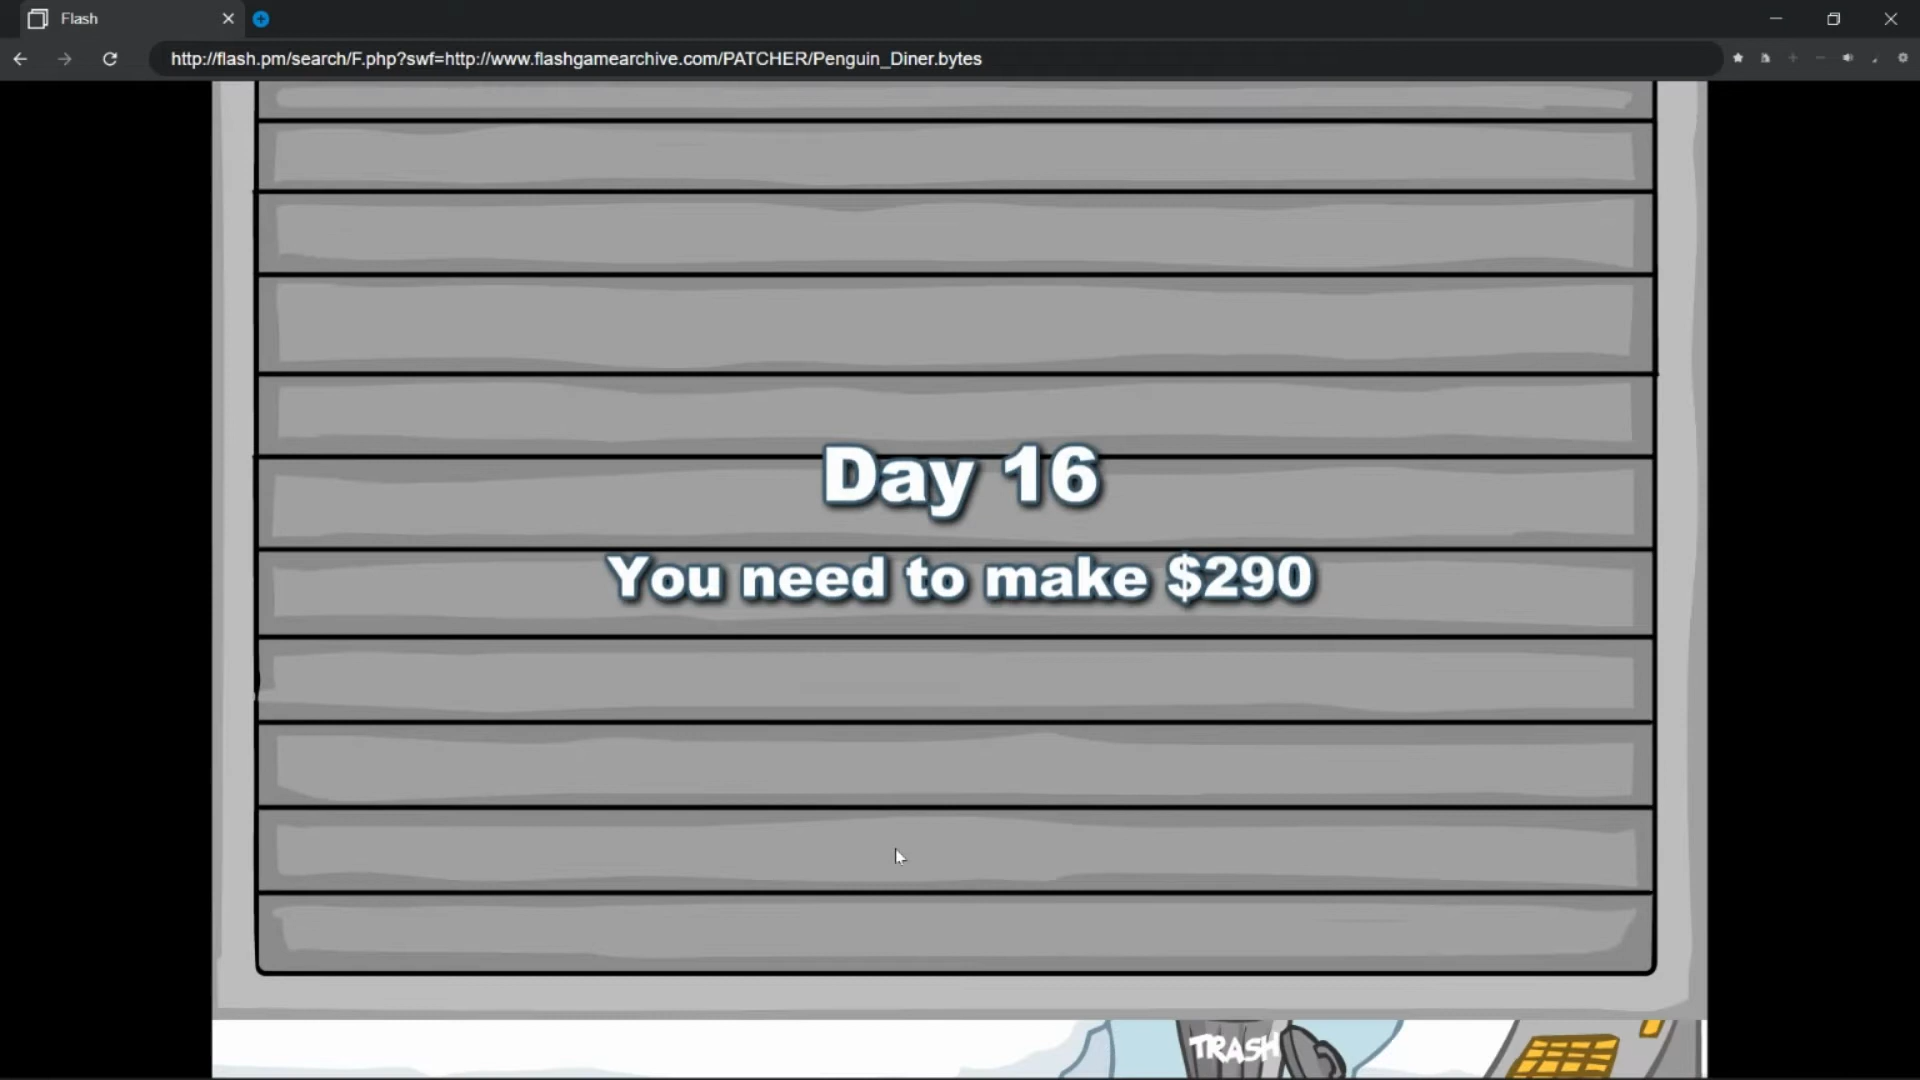 Flash
http://flash.pm/search/F.php?swf=http://www.flashgamearchive.com/PATCHER/Penguin_Diner.bytes
Day 16
You need to make $290
TRASH